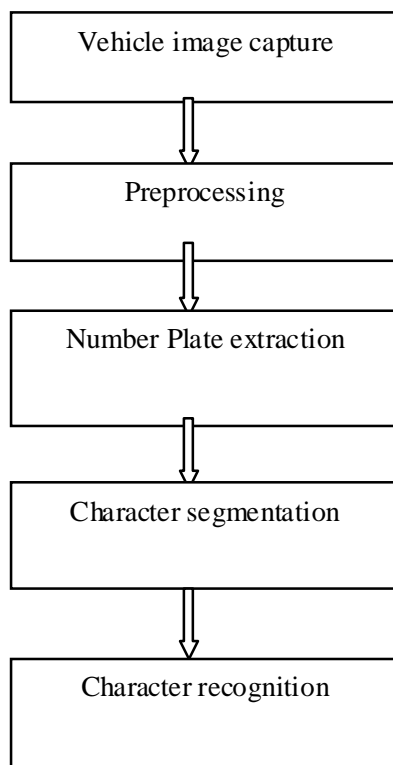 Vehicle image capture
Preprocessing
Number Plate extraction
Character segmentation
Character recognition